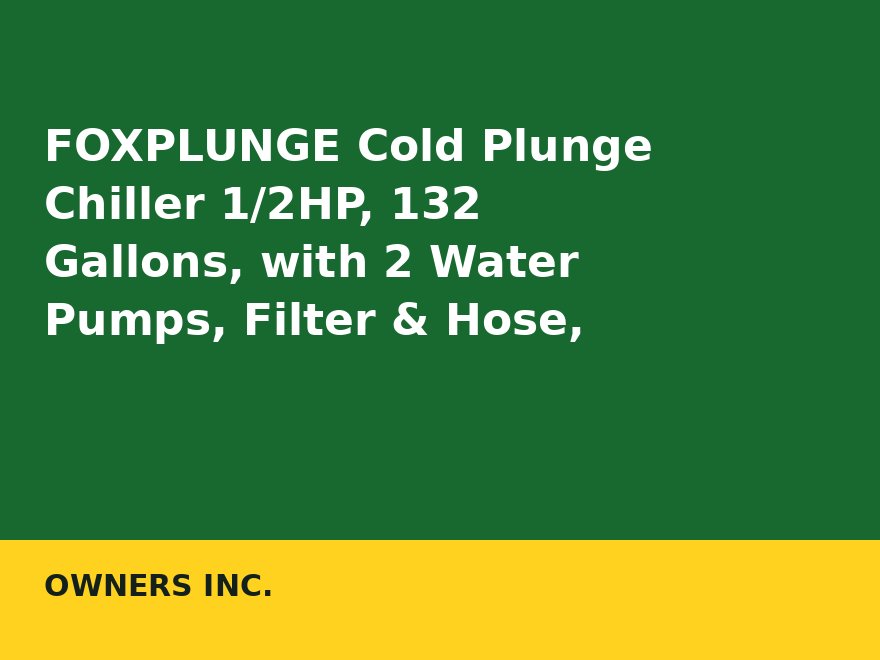 FOXPLUNGE Cold Plunge
Chiller 1/2HP, 132
Gallons, with 2 Water
Pumps, Filter & Hose,
OWNERS INC.